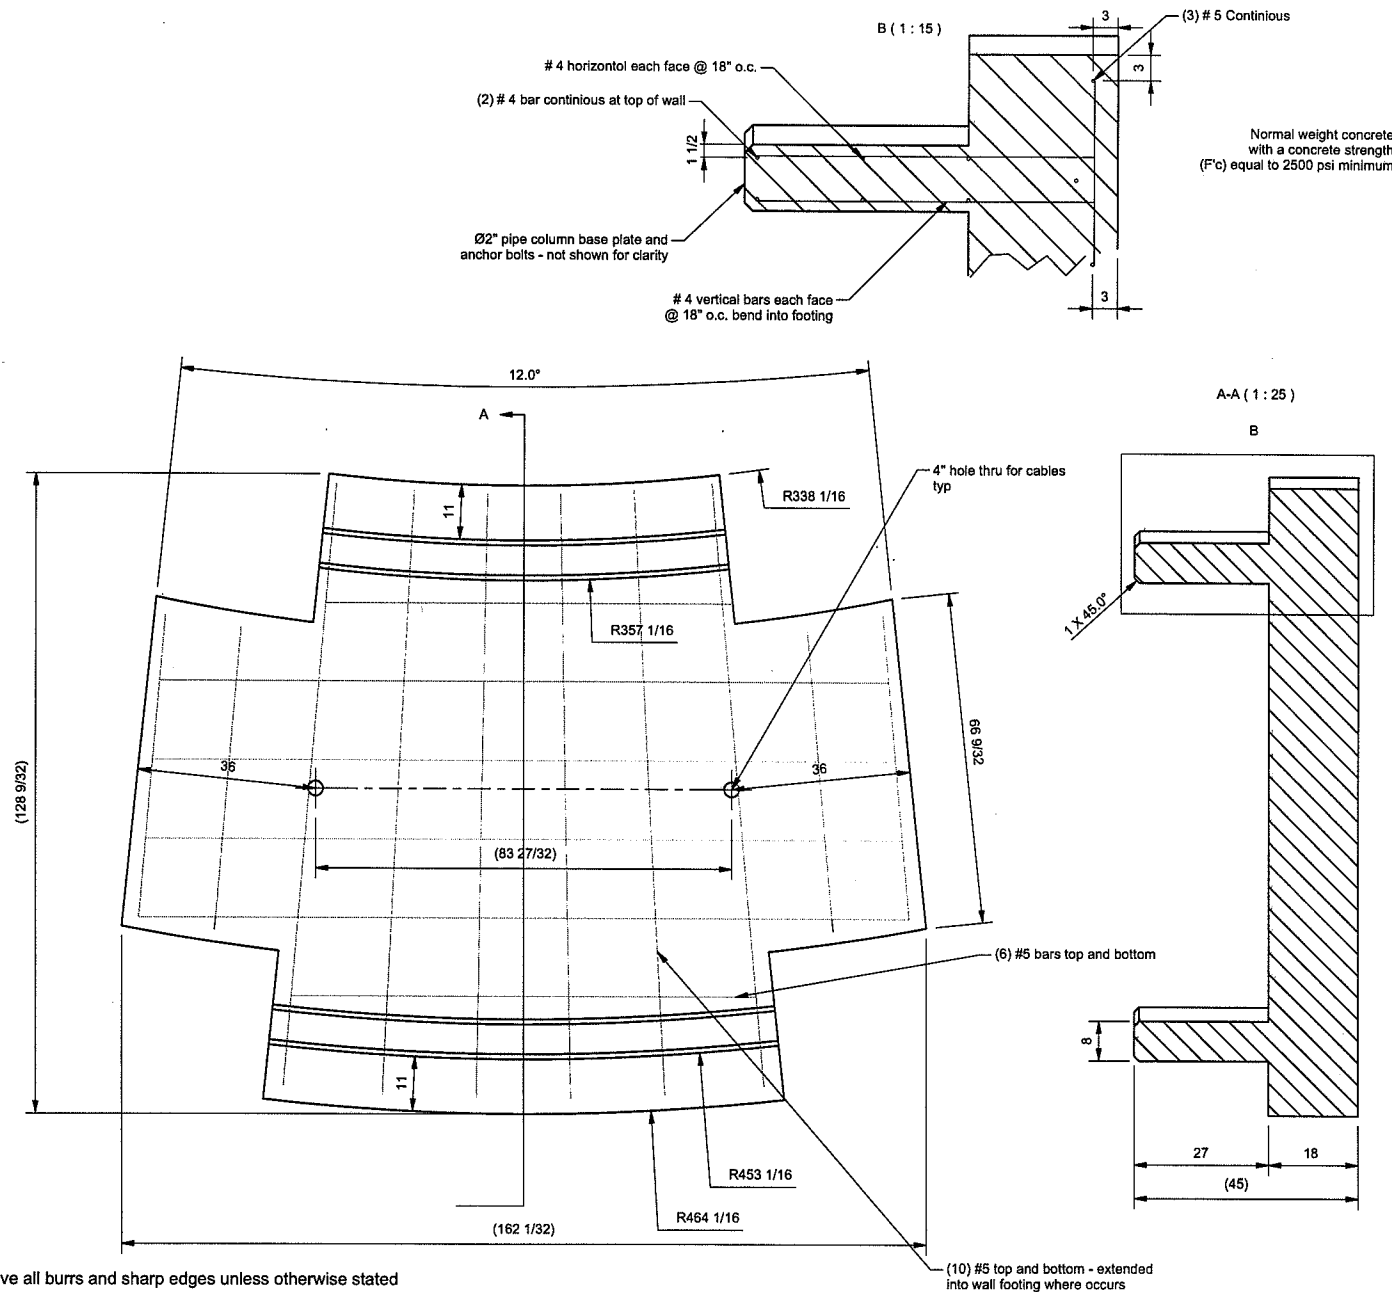 B ( 1 : 15 )
3
(3) # 5 Continious
3
# 4 horizontol each face @ 18" o.c.
(2) # 4 bar continious at top of wall
1 1/2
Normal weight concrete
with a concrete strength
(F'c) equal to 2500 psi minimum
Ø2" pipe column base plate and
anchor bolts - not shown for clarity
# 4 vertical bars each face
@ 18" o.c. bend into footing
3
12.0°
A
A-A ( 1 : 25 )
B
4" hole thru for cables
typ
R338 1/16
11
R357 1/16
1 X 45.0°
66 9/32
(128 9/32)
36
36
(83 27/32)
(6) #5 bars top and bottom
8
11
R453 1/16
27
18
(45)
R464 1/16
(162 1/32)
(10) #5 top and bottom - extended
into wall footing where occurs
ve all burrs and sharp edges unless otherwise stated